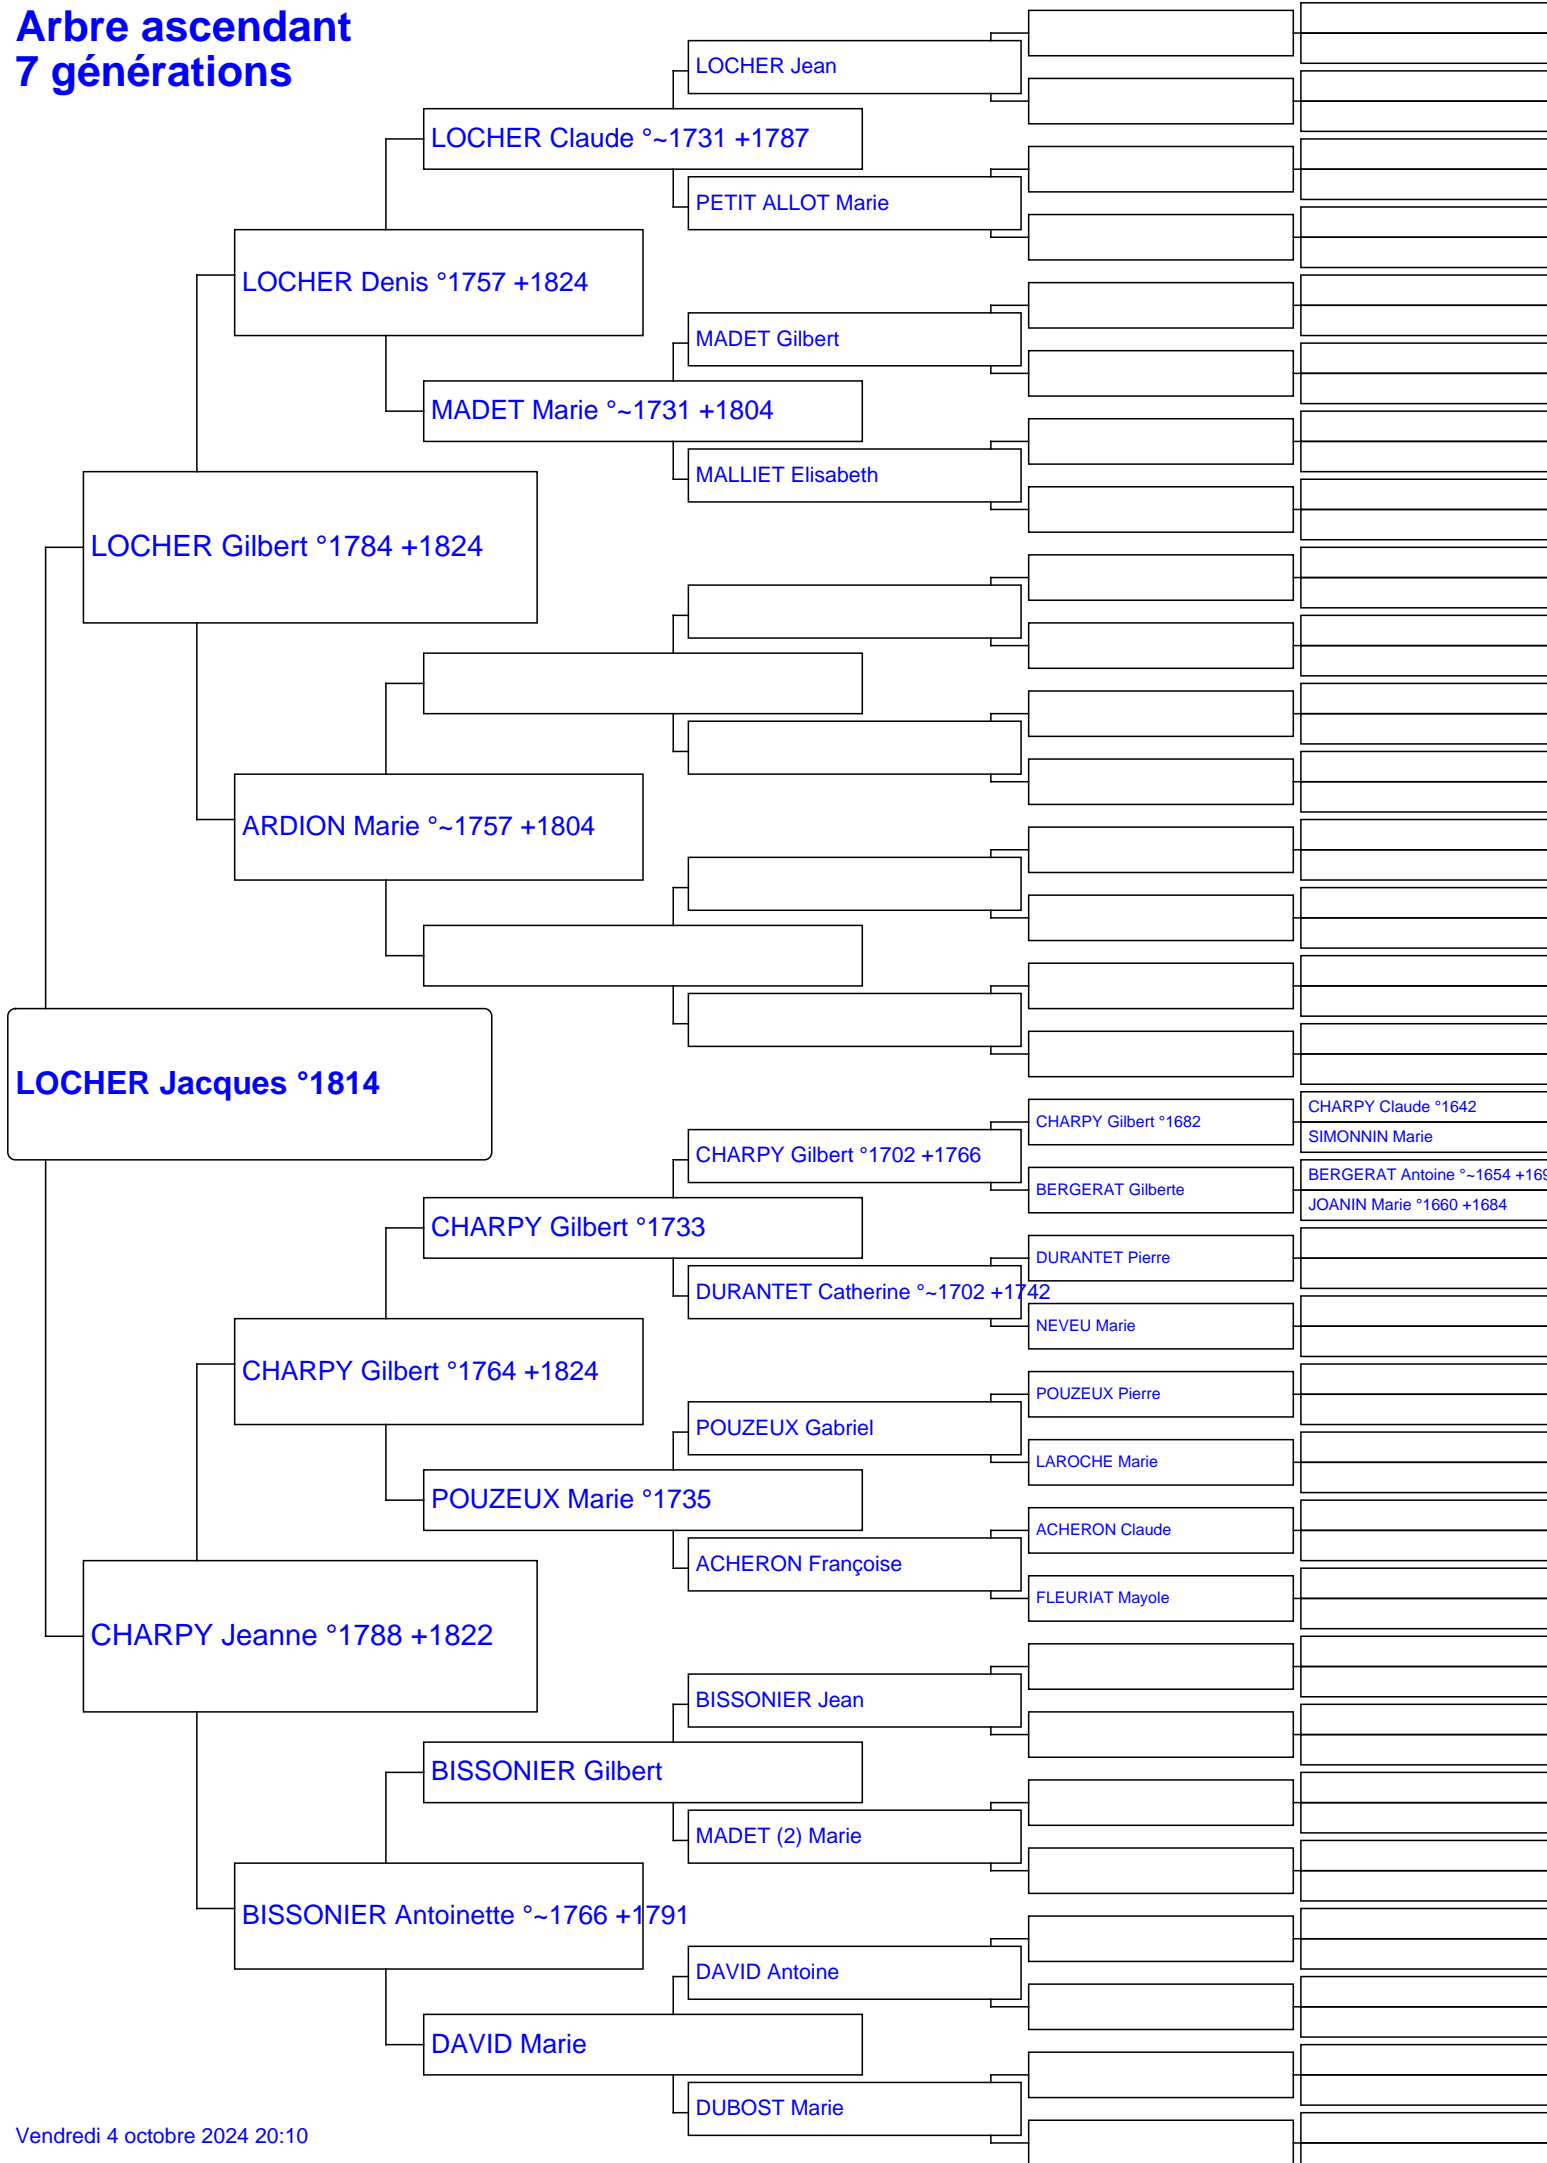 Arbre ascendant
7 générations
LOCHER Jean
LOCHER Claude °~1731 +1787
PETIT ALLOT Marie
LOCHER Denis °1757 +1824
MADET Gilbert
MADET Marie °~1731 +1804
MALLIET Elisabeth
LOCHER Gilbert °1784 +1824
ARDION Marie °~1757 +1804
LOCHER Jacques °1814
CHARPY Claude °1642
CHARPY Gilbert °1682
SIMONNIN Marie
CHARPY Gilbert °1702 +1766
BERGERAT Antoine °~1654 +169
BERGERAT Gilberte
JOANIN Marie °1660 +1684
CHARPY Gilbert °1733
DURANTET Pierre
DURANTET Catherine °~1702 +1742
NEVEU Marie
CHARPY Gilbert °1764 +1824
POUZEUX Pierre
POUZEUX Gabriel
LAROCHE Marie
POUZEUX Marie °1735
ACHERON Claude
ACHERON Françoise
FLEURIAT Mayole
CHARPY Jeanne °1788 +1822
BISSONIER Jean
BISSONIER Gilbert
MADET (2) Marie
BISSONIER Antoinette °~1766 +1791
DAVID Antoine
DAVID Marie
DUBOST Marie
Vendredi 4 octobre 2024 20:10